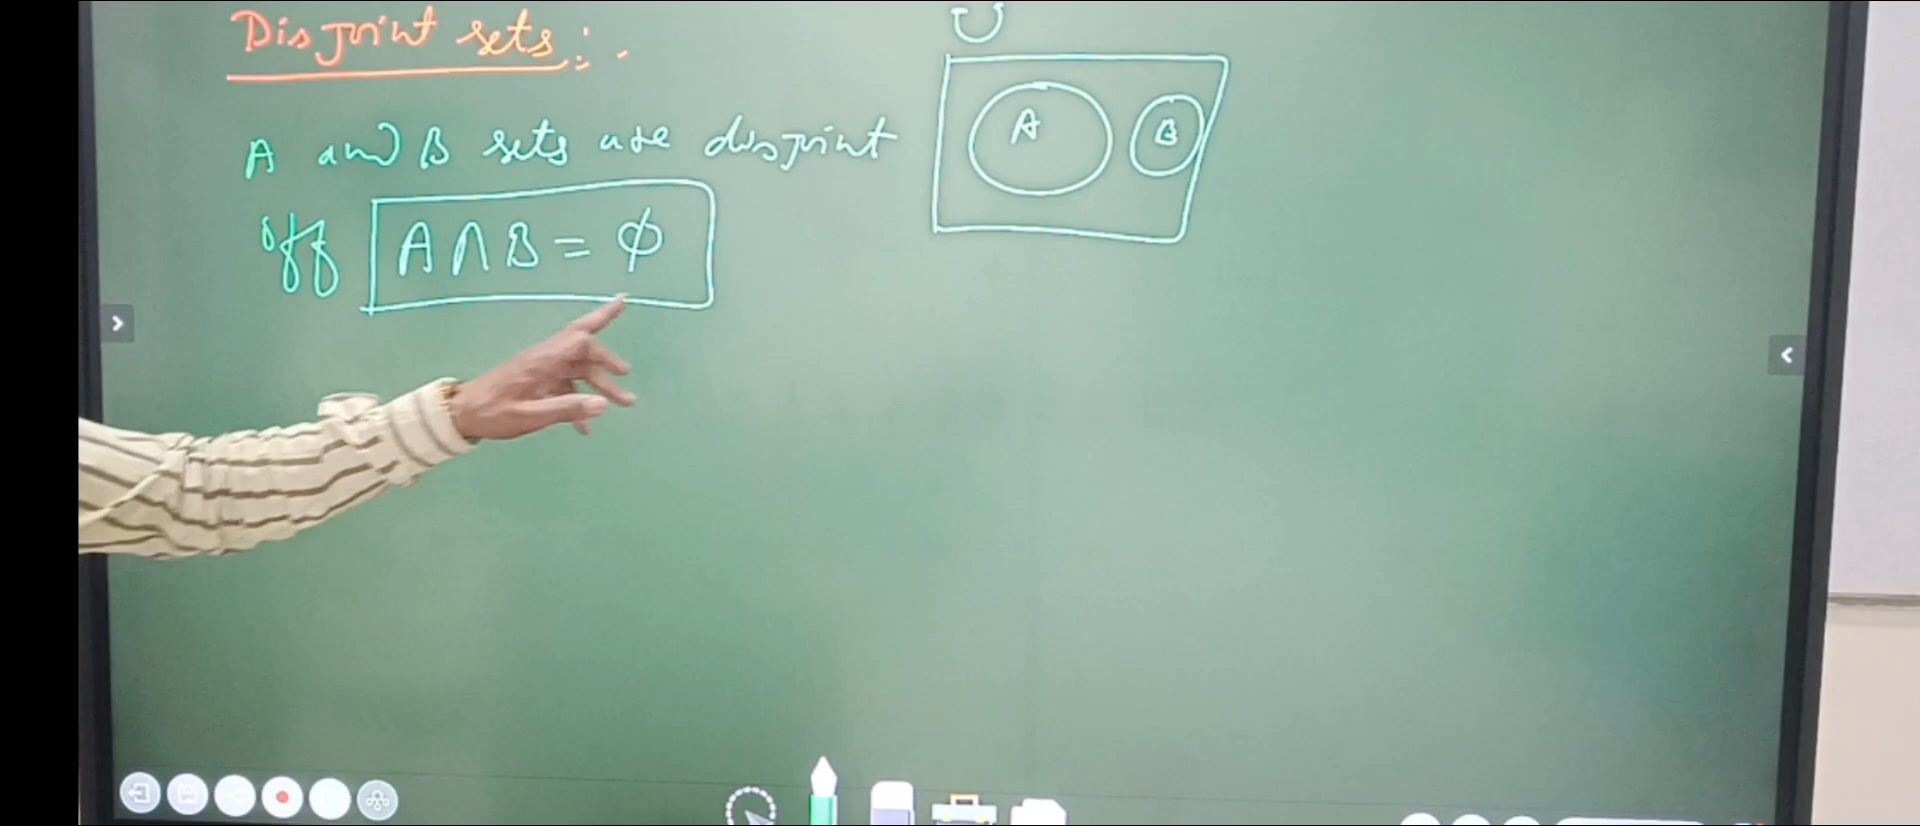 Disjoint sets:.
U
A and B sets are disjoint
A B
iff A∩B = ϕ